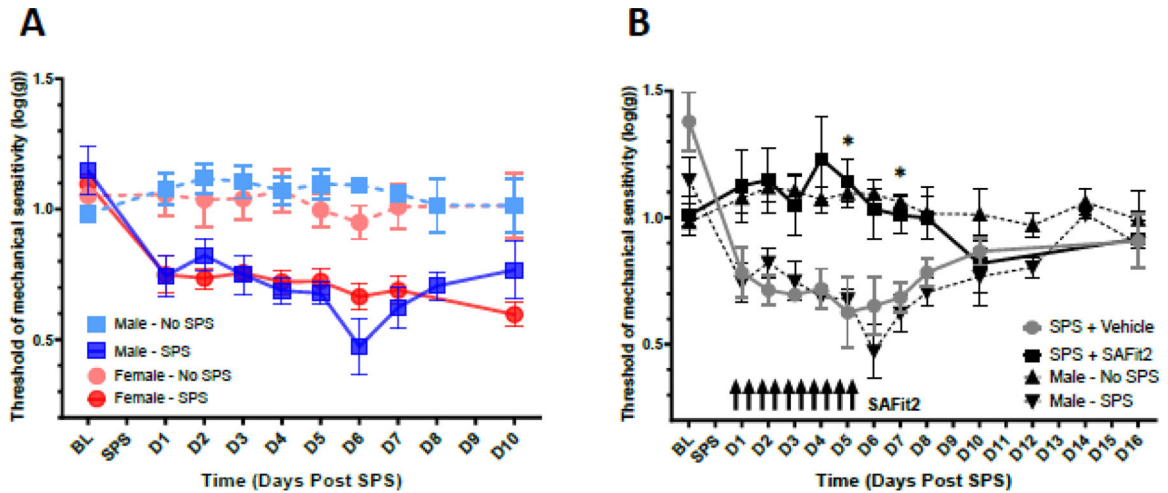 A
Threshold of mechanical sensitivity (log(g))
1.5
1.0
0.5
Male - No SPS
Male - SPS
Female - No SPS
Female - SPS
BL SPS D1 D2 D3 D4 D5 D6 D7 D8 D9 D10
Time (Days Post SPS)
B
Threshold of mechanical sensitivity (log(g))
1.5
1.0
0.5
* *
SPS + Vehicle
SPS + SAFit2
Male - No SPS
Male - SPS
SAFit2
BL SPS D1 D2 D3 D4 D5 D6 D7 D8 D9 D10 D11 D12 D13 D14 D15 D16
Time (Days Post SPS)